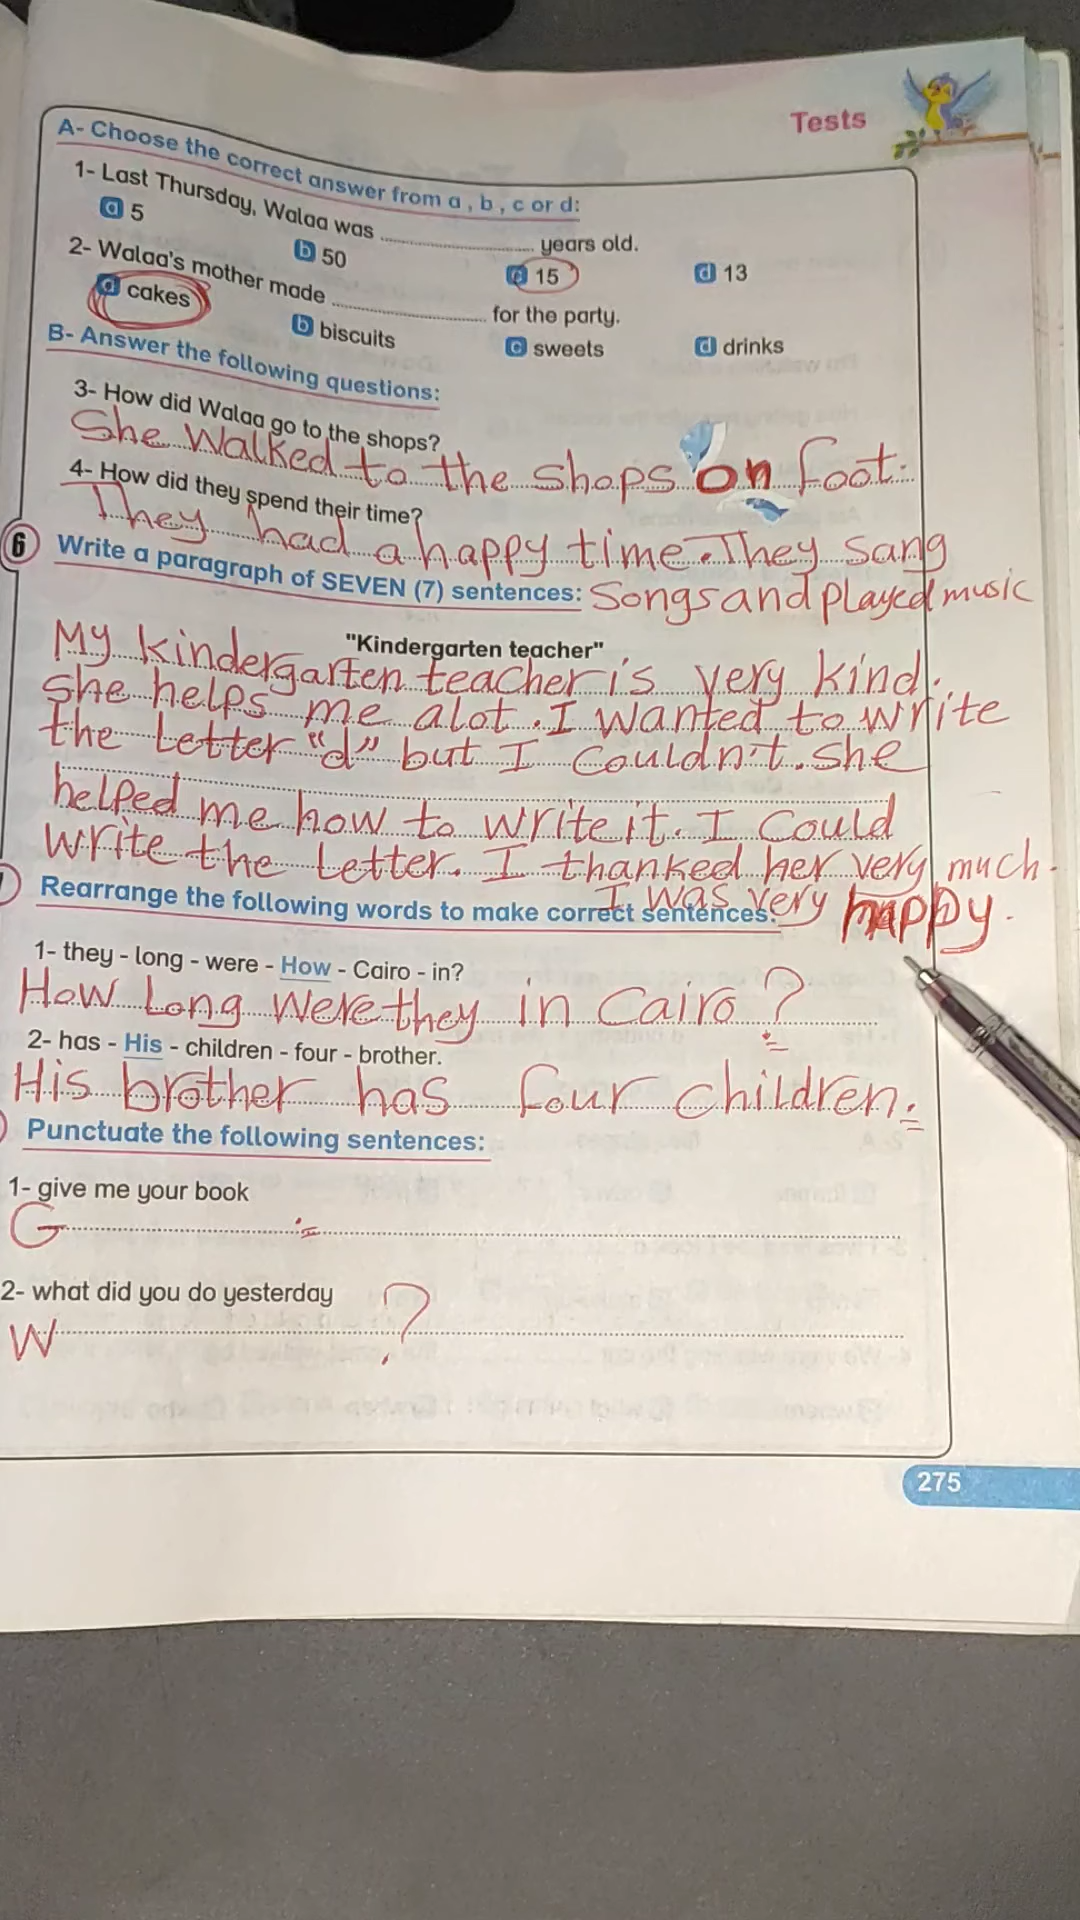 Tests
A- Choose the correct answer from a , b , c or d:
1- Last Thursday, Walaa was ........ years old.
a 5 b 50 c 15 d 13
2- Walaa's mother made ........ for the party.
a cakes b biscuits c sweets d drinks
B- Answer the following questions:
3- How did Walaa go to the shops?
She walked to the shops on foot.
4- How did they spend their time?
They had a happy time. They sang
6 Write a paragraph of SEVEN (7) sentences: Songs and played music
"Kindergarten teacher"
My kindergarten teacher is very kind.
she helps me alot. I wanted to write
the letter "d" but I couldn't. she
helped me how to write it. I could
write the letter. I thanked her very much.
I was very happy.
Rearrange the following words to make correct sentences:
1- they - long - were - How - Cairo - in?
How long were they in Cairo?
2- has - His - children - four - brother.
His brother has four children.
Punctuate the following sentences:
1- give me your book
G .
2- what did you do yesterday
W ?
275